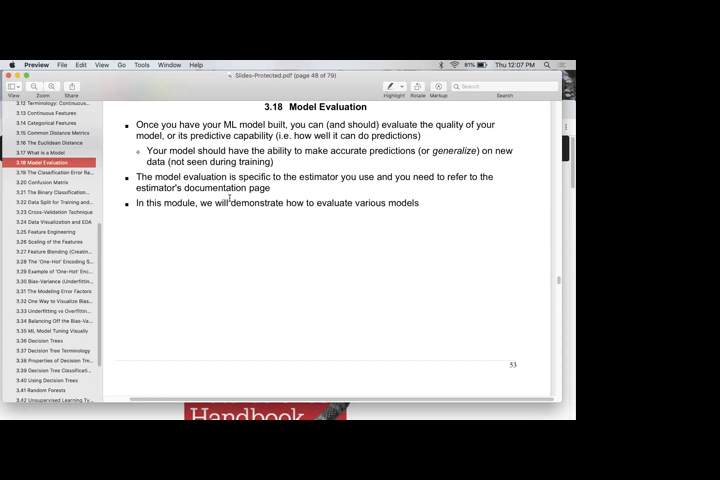 Preview File Edit View Go Tools Window Help
81% Thu 12:07 PM
Slides-Protected.pdf (page 48 of 79)
Search
View Zoom Share Highlight Rotate Markup Search
3.12 Terminology: Continuous...
3.13 Continuous Features
3.14 Categorical Features
3.15 Common Distance Metrics
3.16 The Euclidean Distance
3.17 What is a Model
3.18 Model Evaluation
3.19 The Classification Error Ra...
3.20 Confusion Matrix
3.21 The Binary Classification...
3.22 Data Split for Training and...
3.23 Cross-Validation Technique
3.24 Data Visualization and EDA
3.25 Feature Engineering
3.26 Scaling of the Features
3.27 Feature Blending (Creatin...
3.28 The 'One-Hot' Encoding S...
3.29 Example of 'One-Hot' Enc...
3.30 Bias-Variance (Underfittin...
3.31 The Modeling Error Factors
3.32 One Way to Visualize Bias...
3.33 Underfitting vs Overfittin...
3.34 Balancing Off the Bias-Va...
3.35 ML Model Tuning Visually
3.36 Decision Trees
3.37 Decision Tree Terminology
3.38 Properties of Decision Tre...
3.39 Decision Tree Classificati...
3.40 Using Decision Trees
3.41 Random Forests
3.42 Unsupervised Learning Ty...
3.18 Model Evaluation
Once you have your ML model built, you can (and should) evaluate the quality of your
model, or its predictive capability (i.e. how well it can do predictions)
Your model should have the ability to make accurate predictions (or generalize) on new
data (not seen during training)
The model evaluation is specific to the estimator you use and you need to refer to the
estimator's documentation page
In this module, we will demonstrate how to evaluate various models
53
Handbook